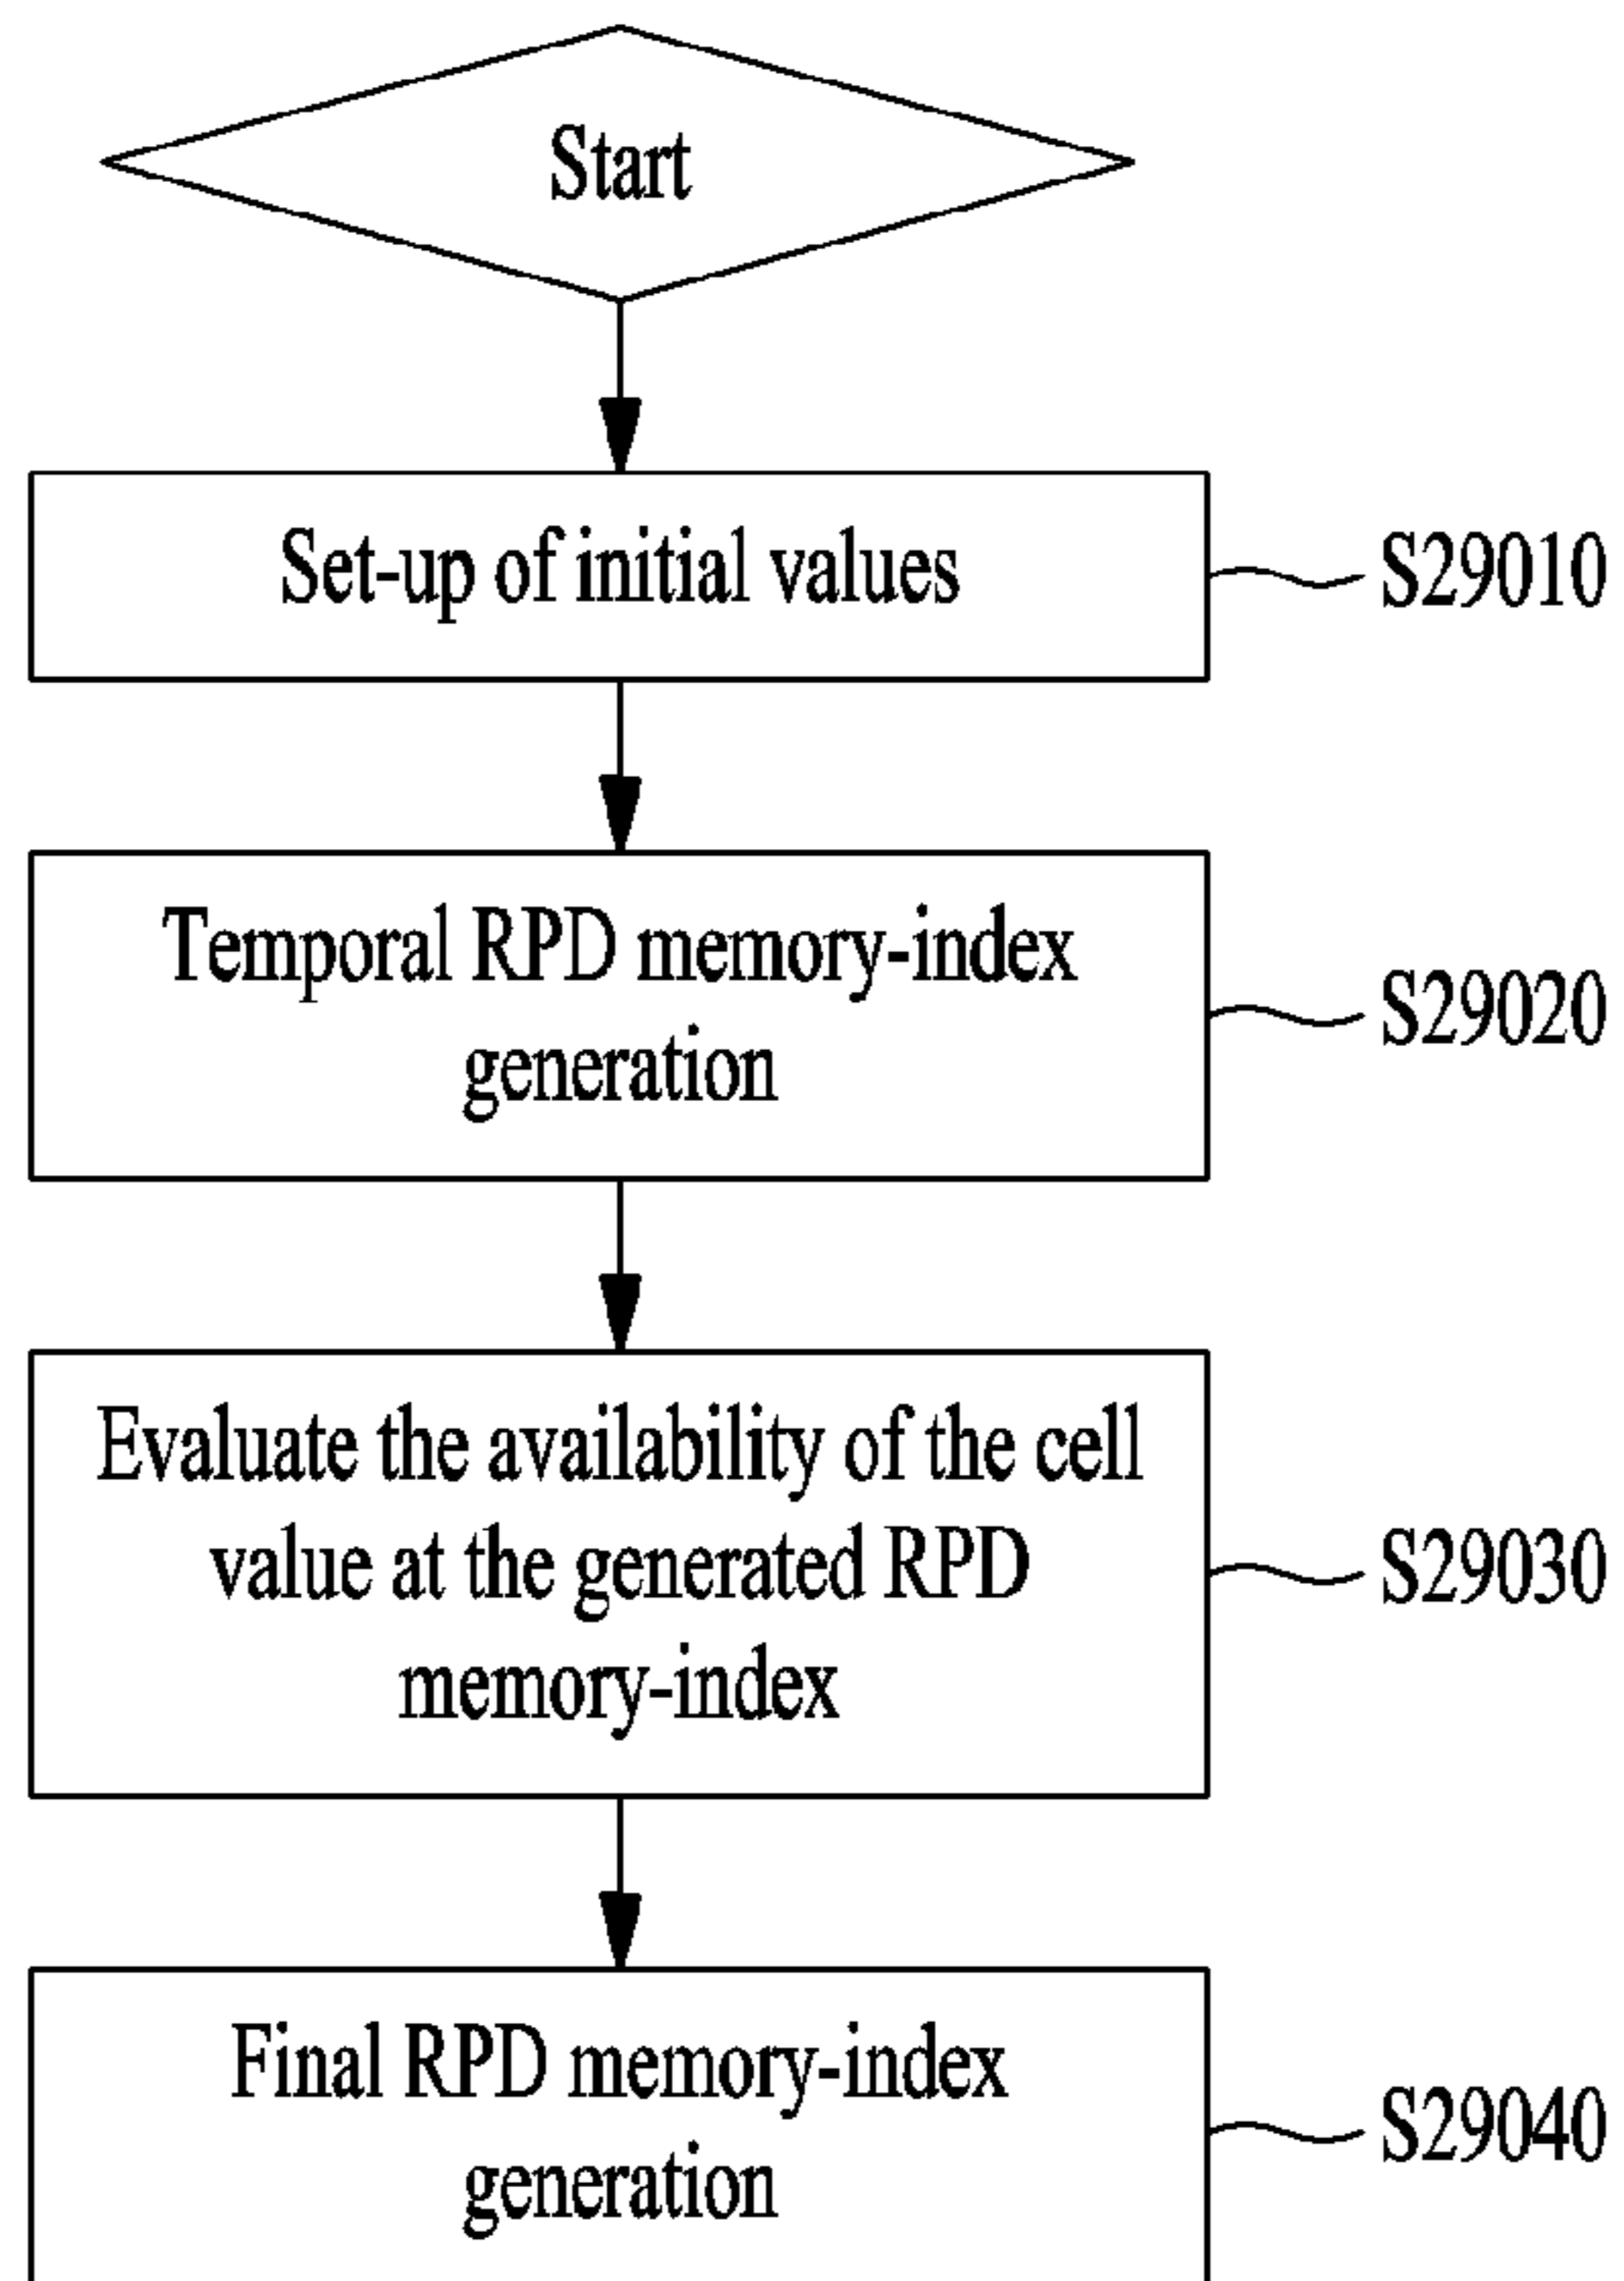 Start
Set-up of initial values
S29010
Temporal RPD memory-index
generation
S29020
Evaluate the availability of the cell
value at the generated RPD
memory-index
S29030
Final RPD memory-index
generation
S29040